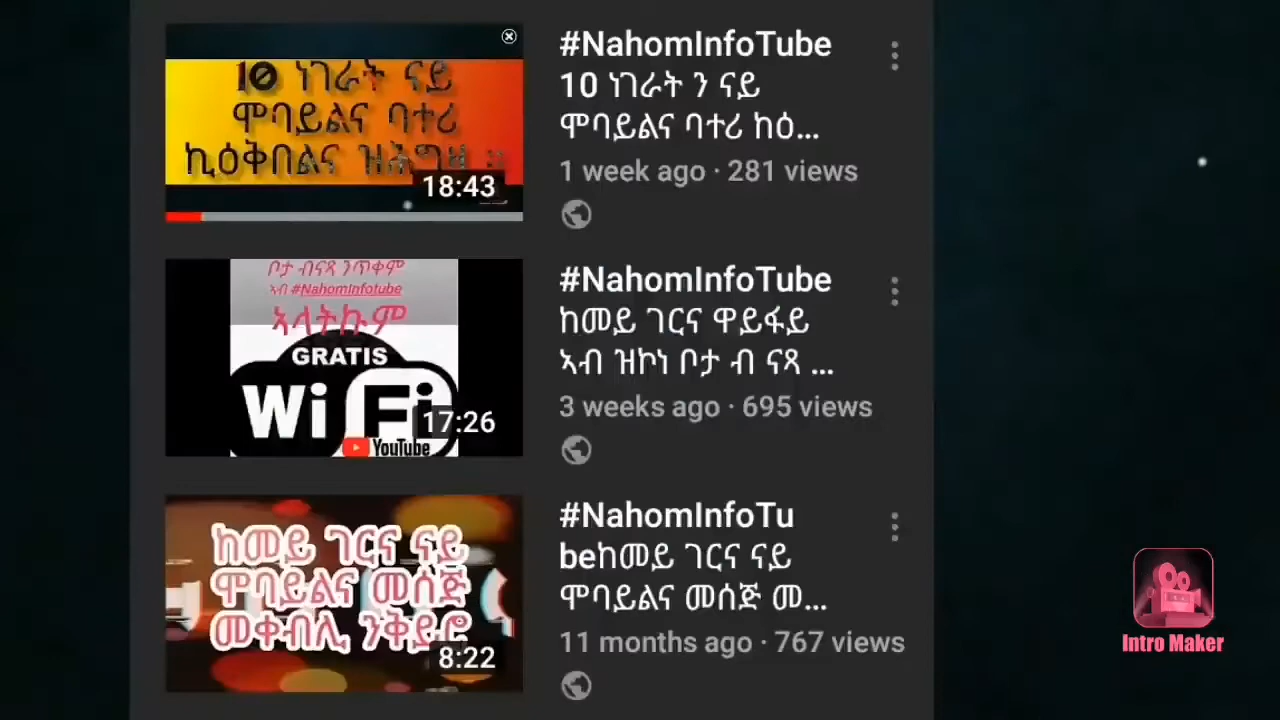 10 ነገራት ናይ
ሞባይልና ባተሪ
ኪዕቅበልና ዝሕግዙ
18:43
#NahomInfoTube
10 ነገራት ን ናይ
ሞባይልና ባተሪ ከዕ...
1 week ago · 281 views
ቦታ ብናጻ ንጥቀም
ኣብ #NahomInfotube
ኣላትኩም
GRATIS
Wi Fi
17:26
YouTube
#NahomInfoTube
ከመይ ገርና ዋይፋይ
ኣብ ዝኮነ ቦታ ብ ናጻ ...
3 weeks ago · 695 views
ከመይ ገርና ናይ
ሞባይልና መሰጅ
መቀብሊ ንቅይሮ
8:22
#NahomInfoTu
beከመይ ገርና ናይ
ሞባይልና መሰጅ መ...
11 months ago · 767 views
Intro Maker